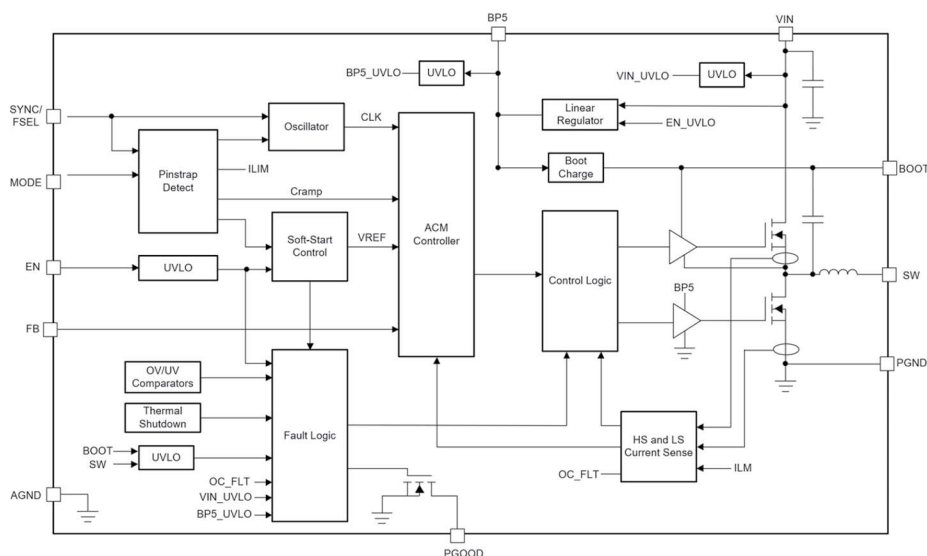 BP5
VIN
BP5_UVLO
UVLO
VIN_UVLO
UVLO
SYNC/
FSEL
Oscillator
CLK
Linear
Regulator
EN_UVLO
Pinstrap
Detect
ILIM
Boot
Charge
BOOT
MODE
Cramp
ACM
Controller
Soft-Start
Control
VREF
Control Logic
EN
UVLO
SW
BP5
FB
OV/UV
Comparators
PGND
Thermal
Shutdown
Fault Logic
HS and LS
Current Sense
BOOT
SW
UVLO
ILM
OC_FLT
OC_FLT
VIN_UVLO
BP5_UVLO
AGND
PGOOD